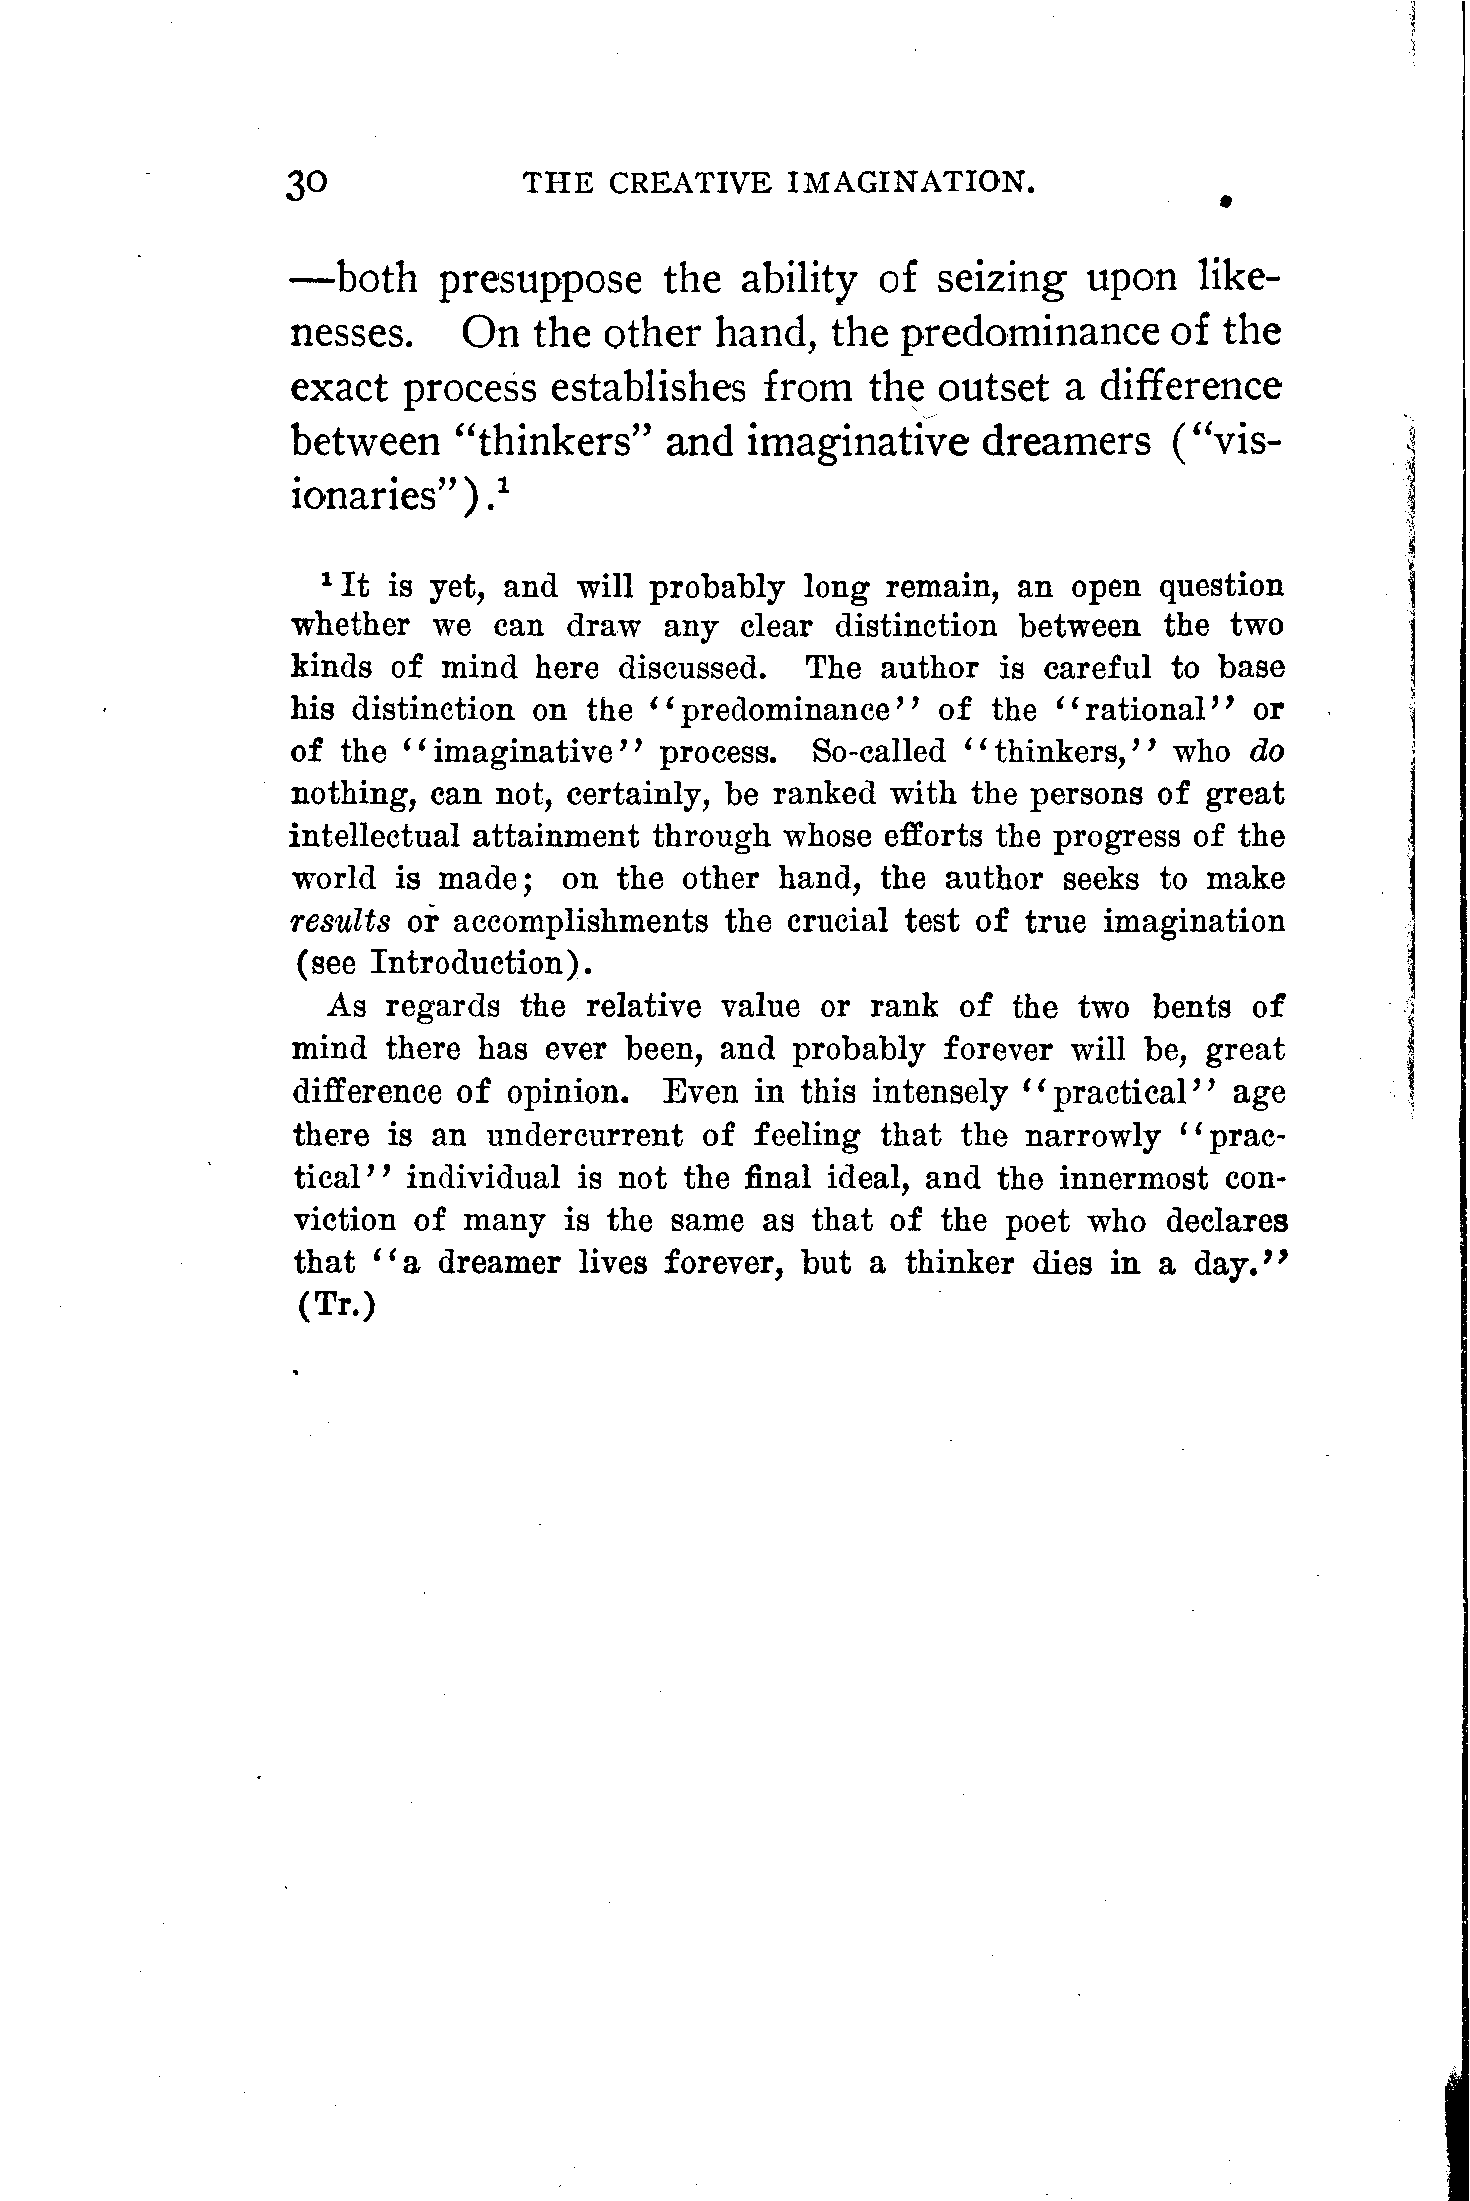 30 THE CREATIVE IMAGINATION.
—both presuppose the ability of seizing upon like-
nesses. On the other hand, the predominance of the
exact process establishes from the outset a difference
between “thinkers” and imaginative dreamers (“vis-
ionaries”).¹
¹ It is yet, and will probably long remain, an open question
whether we can draw any clear distinction between the two
kinds of mind here discussed. The author is careful to base
his distinction on the “predominance” of the “rational” or
of the “imaginative” process. So-called “thinkers,” who do
nothing, can not, certainly, be ranked with the persons of great
intellectual attainment through whose efforts the progress of the
world is made; on the other hand, the author seeks to make
results or accomplishments the crucial test of true imagination
(see Introduction).
As regards the relative value or rank of the two bents of
mind there has ever been, and probably forever will be, great
difference of opinion. Even in this intensely “practical” age
there is an undercurrent of feeling that the narrowly “prac-
tical” individual is not the final ideal, and the innermost con-
viction of many is the same as that of the poet who declares
that “a dreamer lives forever, but a thinker dies in a day.”
(Tr.)